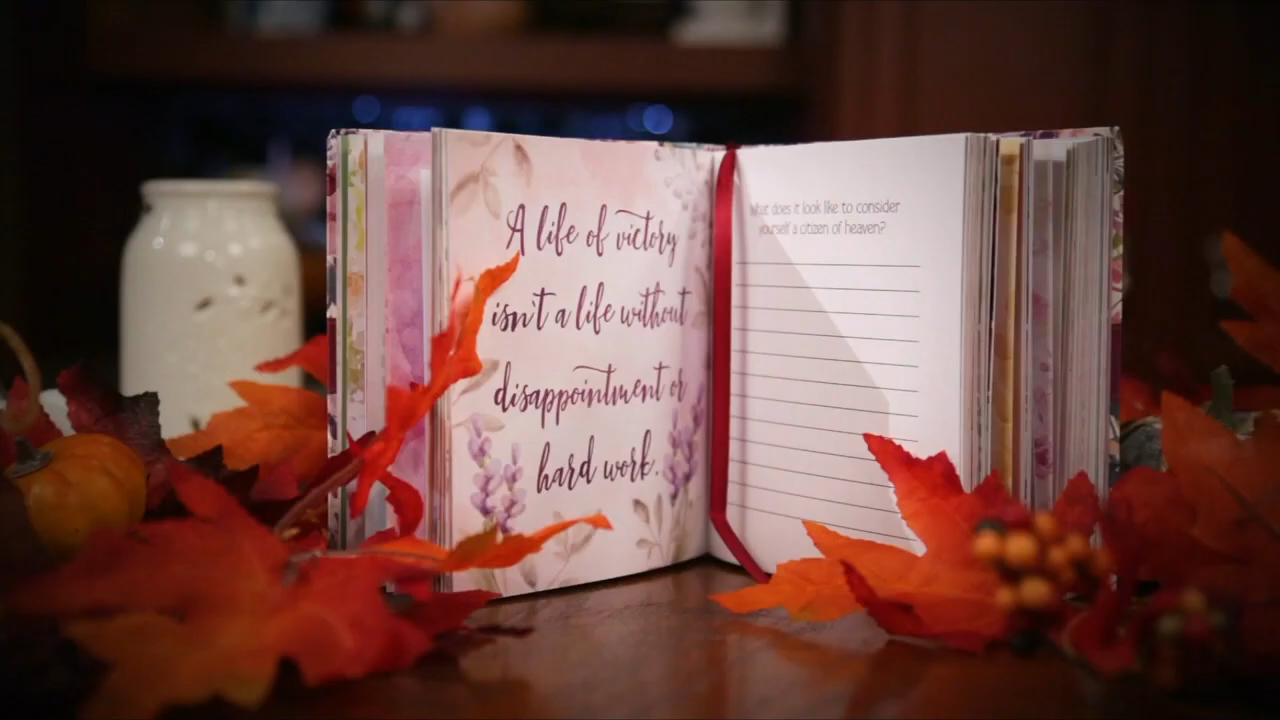 A life of victory
isn't a life without
disappointment or
hard work.
What does it look like to consider
yourself a citizen of heaven?